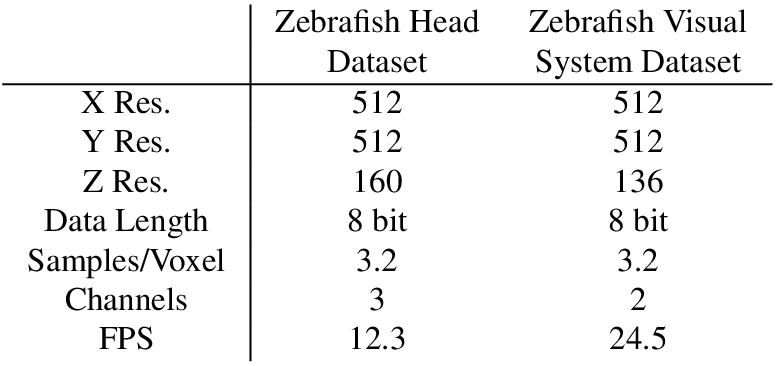 Zebrafish Head Zebrafish Visual
Dataset System Dataset
X Res. 512 512
Y Res. 512 512
Z Res. 160 136
Data Length 8 bit 8 bit
Samples/Voxel 3.2 3.2
Channels 3 2
FPS 12.3 24.5